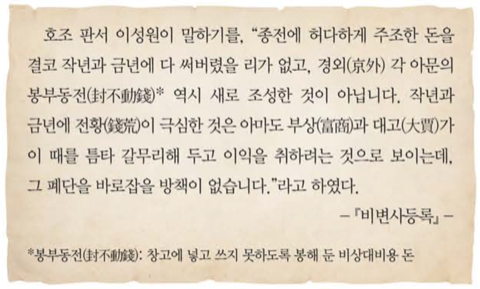 호조 판서 이성원이 말하기를, “종전에 허다하게 주조한 돈을
결코 작년과 금년에 다 써버렸을 리가 없고, 경외(京外) 각 아문의
봉부동전(封不動錢)* 역시 새로 조성한 것이 아닙니다. 작년과
금년에 전황(錢荒)이 극심한 것은 아마도 부상(富商)과 대고(大賈)가
이 때를 틈타 갈무리해 두고 이익을 취하려는 것으로 보이는데,
그 폐단을 바로잡을 방책이 없습니다.”라고 하였다.
– 『비변사등록』 –
*봉부동전(封不動錢): 창고에 넣고 쓰지 못하도록 봉해 둔 비상대비용 돈